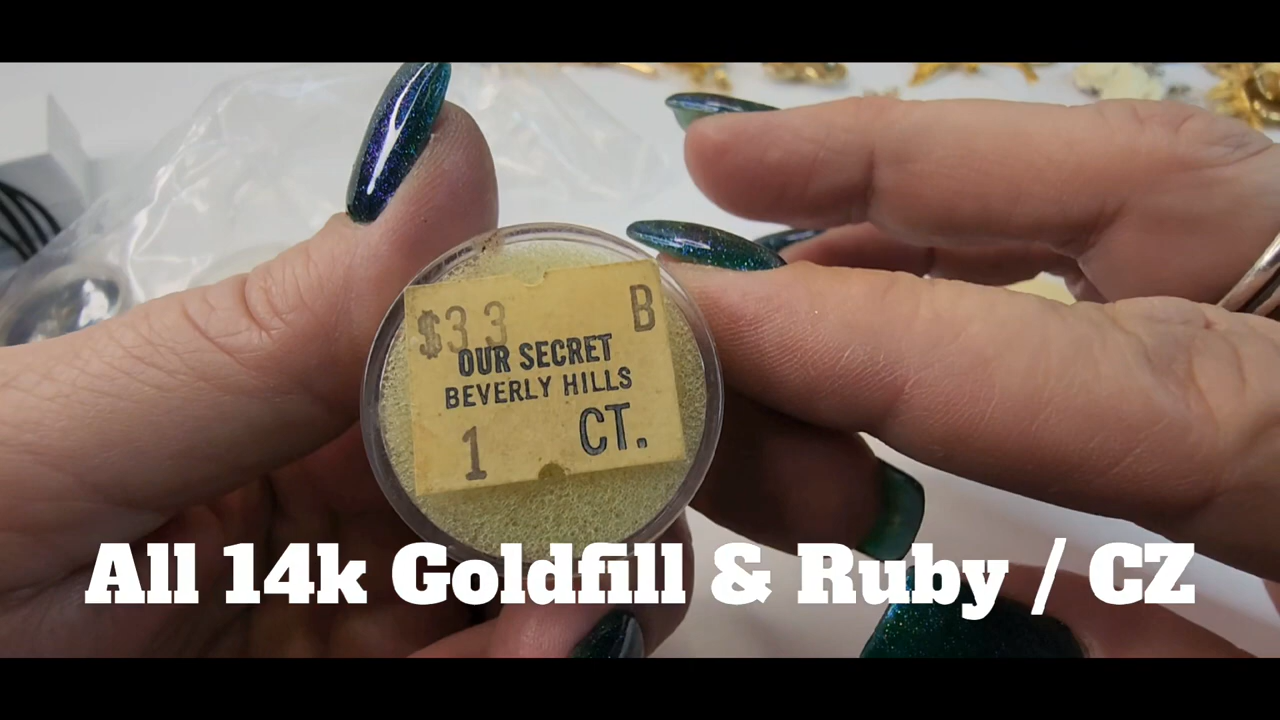 $33 B
OUR SECRET
BEVERLY HILLS
1 CT.
All 14k Goldfill & Ruby / CZ